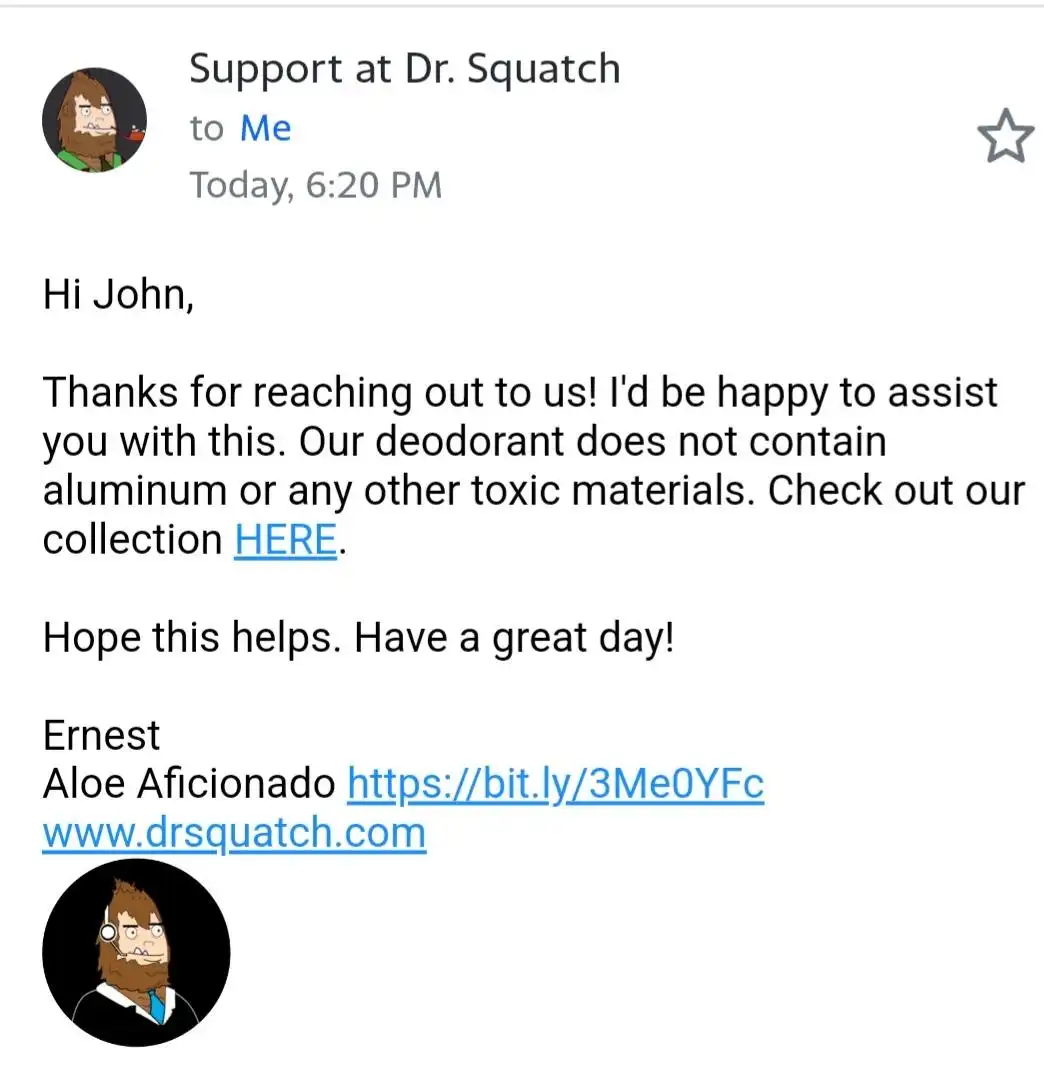 Support at Dr. Squatch
to Me
Today, 6:20 PM
Hi John,
Thanks for reaching out to us! I'd be happy to assist
you with this. Our deodorant does not contain
aluminum or any other toxic materials. Check out our
collection HERE.
Hope this helps. Have a great day!
Ernest
Aloe Aficionado https://bit.ly/3Me0YFc
www.drsquatch.com